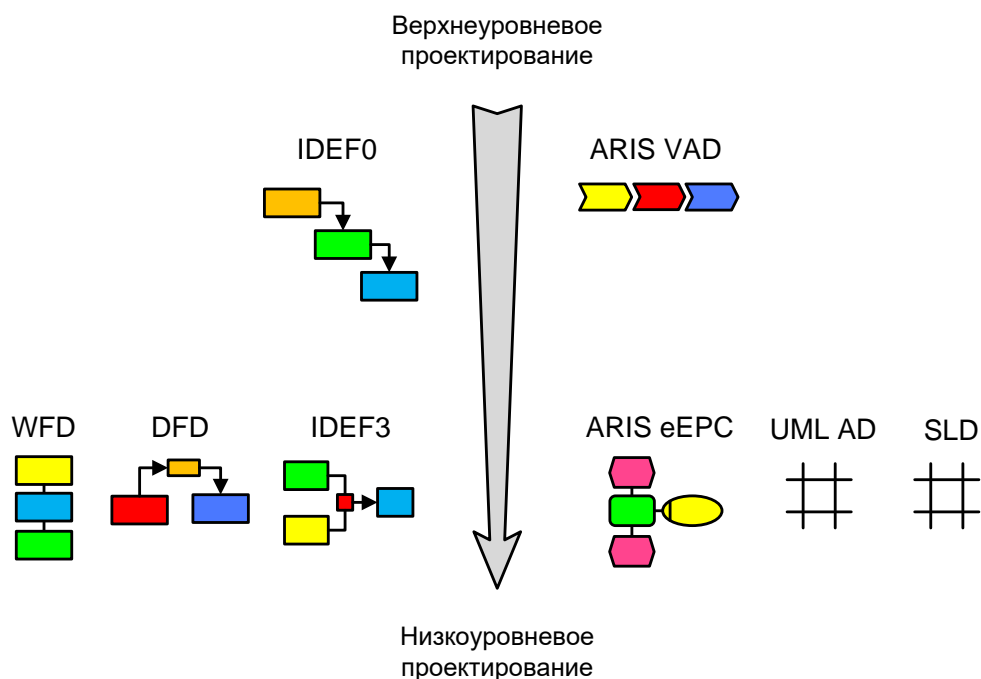 Верхнеуровневое
проектирование
IDEF0
ARIS VAD
WFD
DFD
IDEF3
ARIS eEPC
UML AD
SLD
Низкоуровневое
проектирование